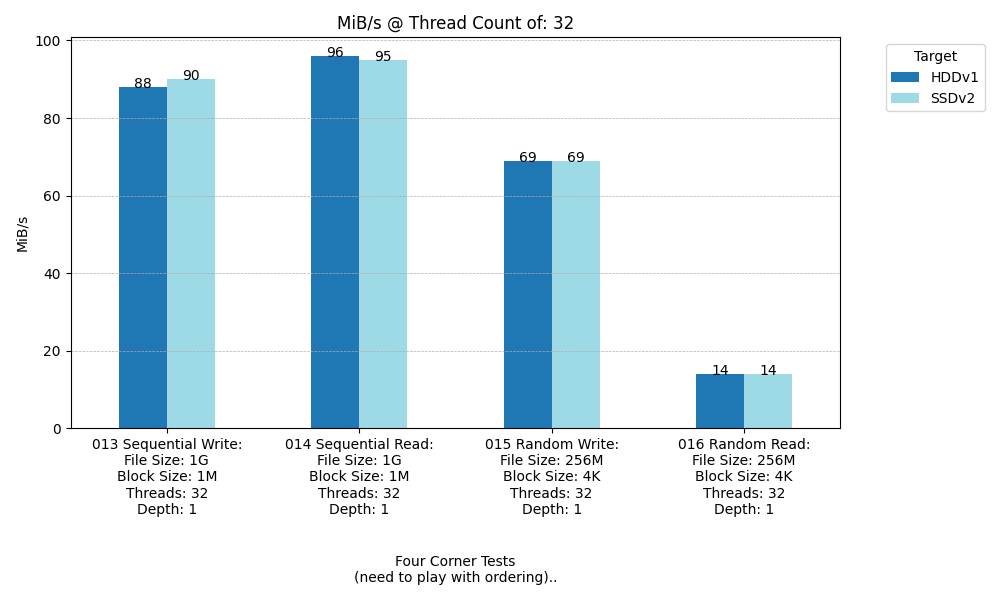 MiB/s @ Thread Count of: 32
Target
HDDv1
SSDv2
MiB/s
100
80
60
40
20
0
88
90
96
95
69
69
14
14
013 Sequential Write:
File Size: 1G
Block Size: 1M
Threads: 32
Depth: 1
014 Sequential Read:
File Size: 1G
Block Size: 1M
Threads: 32
Depth: 1
015 Random Write:
File Size: 256M
Block Size: 4K
Threads: 32
Depth: 1
016 Random Read:
File Size: 256M
Block Size: 4K
Threads: 32
Depth: 1
Four Corner Tests
(need to play with ordering)..